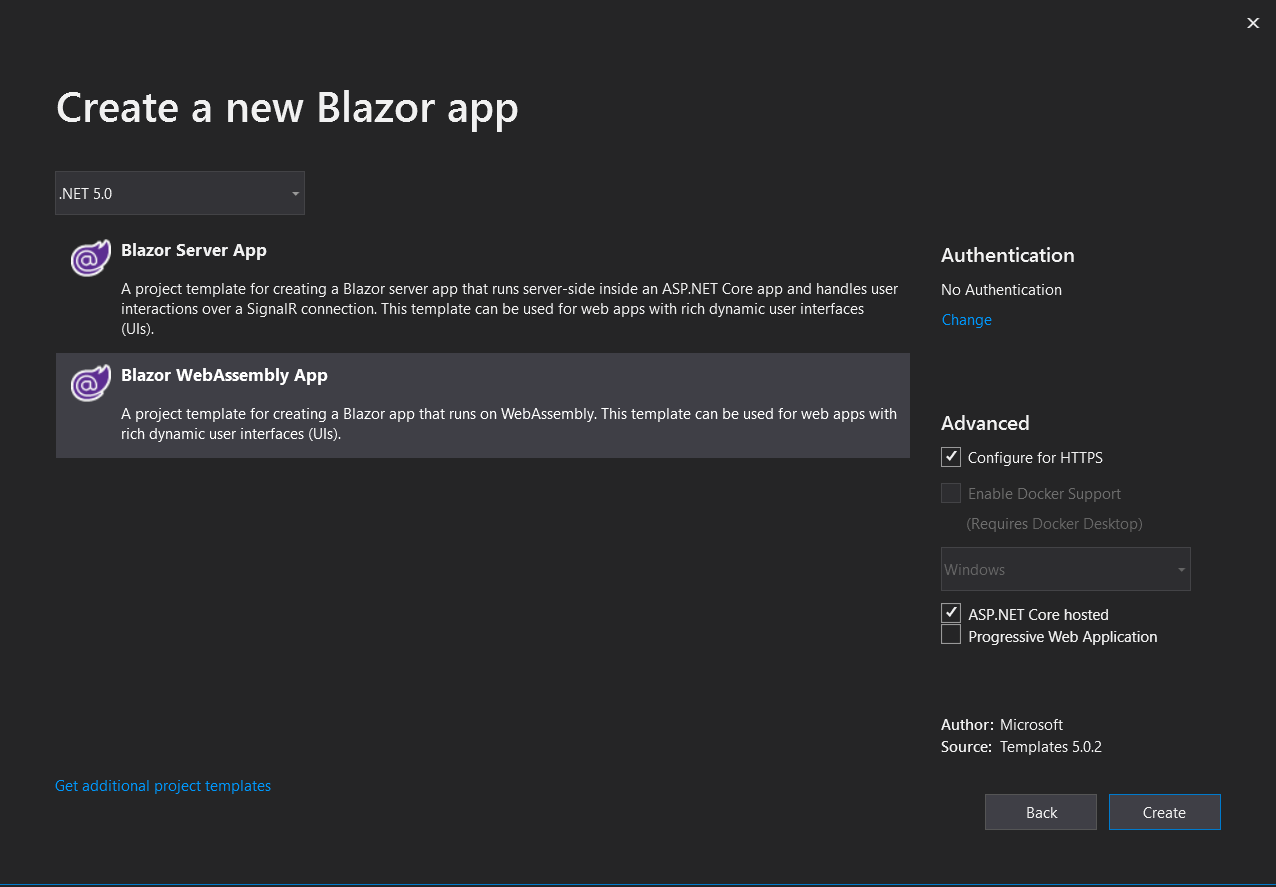 Create a new Blazor app
.NET 5.0
Blazor Server App
A project template for creating a Blazor server app that runs server-side inside an ASP.NET Core app and handles user
interactions over a SignalR connection. This template can be used for web apps with rich dynamic user interfaces
(UIs).
Blazor WebAssembly App
A project template for creating a Blazor app that runs on WebAssembly. This template can be used for web apps with
rich dynamic user interfaces (UIs).
Get additional project templates
Authentication
No Authentication
Change
Advanced
Configure for HTTPS
Enable Docker Support
(Requires Docker Desktop)
Windows
ASP.NET Core hosted
Progressive Web Application
Author: Microsoft
Source: Templates 5.0.2
Back
Create